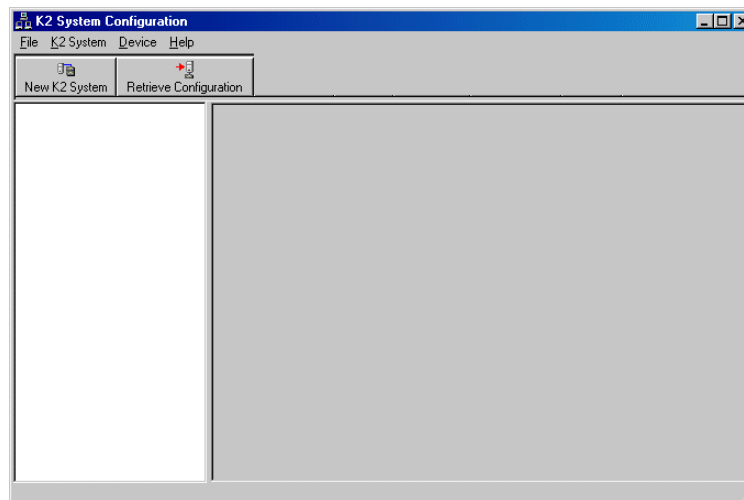 K2 System Configuration
File K2 System Device Help
New K2 System Retrieve Configuration